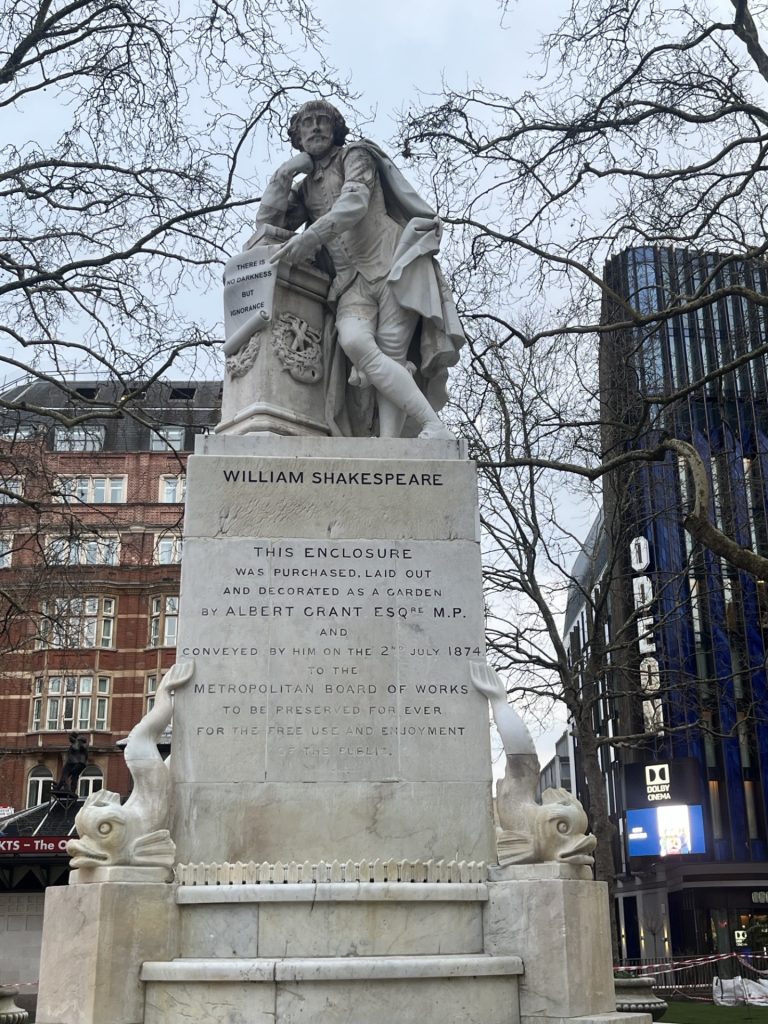 THERE IS
NO DARKNESS
BUT
IGNORANCE
WILLIAM SHAKESPEARE
THIS ENCLOSURE
WAS PURCHASED, LAID OUT
AND DECORATED AS A GARDEN
BY ALBERT GRANT ESQRE M.P.
AND
CONVEYED BY HIM ON THE 2ND JULY 1874
TO THE
METROPOLITAN BOARD OF WORKS
TO BE PRESERVED FOR EVER
FOR THE FREE USE AND ENJOYMENT
OF THE PUBLIC.
ODEON
DOLBY
CINEMA
KTS – The O